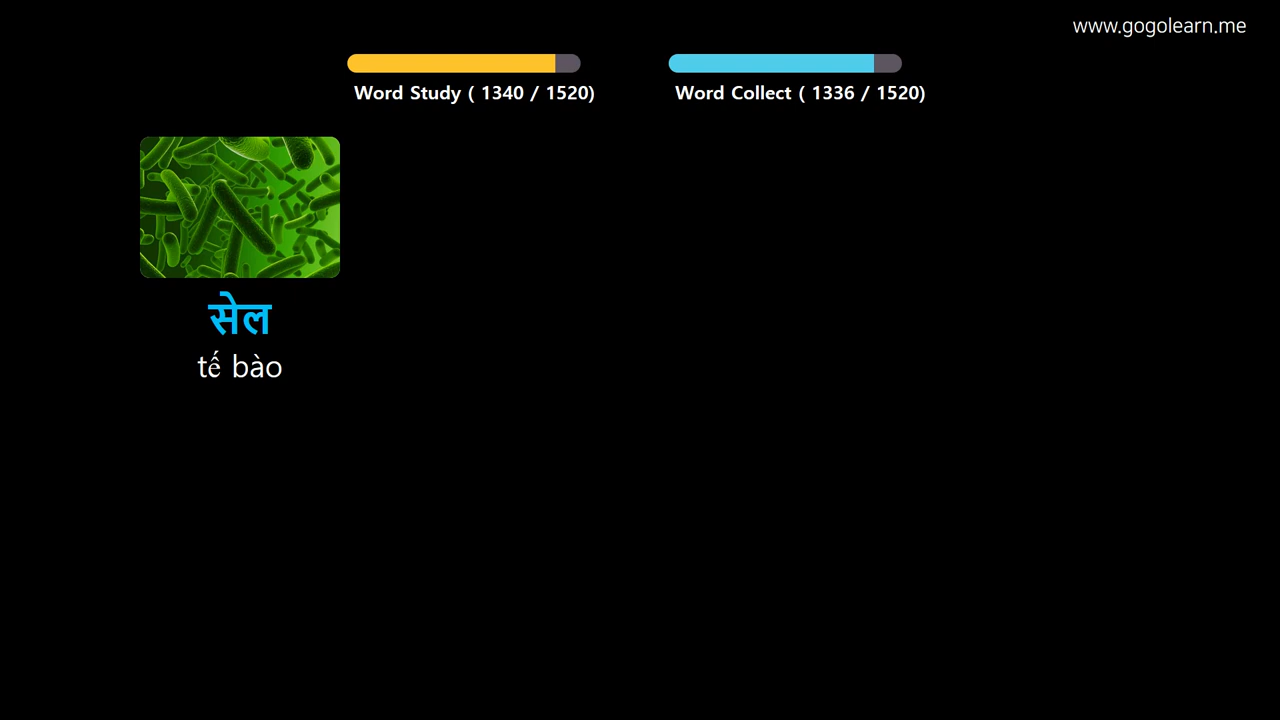 www.gogolearn.me
Word Study ( 1340 / 1520)
Word Collect ( 1336 / 1520)
सेल
tế bào